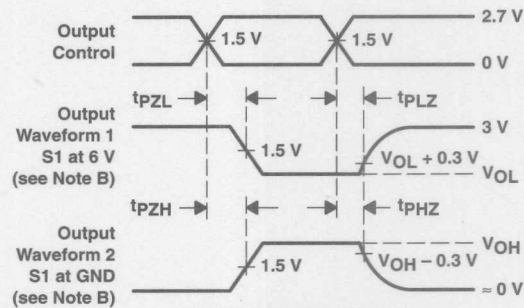 2.7 V
Output
Control
1.5 V
1.5 V
0 V
tPZL
tPLZ
Output
Waveform 1
S1 at 6 V
(see Note B)
3 V
1.5 V
VOL + 0.3 V
VOL
tPZH
tPHZ
Output
Waveform 2
S1 at GND
(see Note B)
VOH
1.5 V
VOH − 0.3 V
≈ 0 V